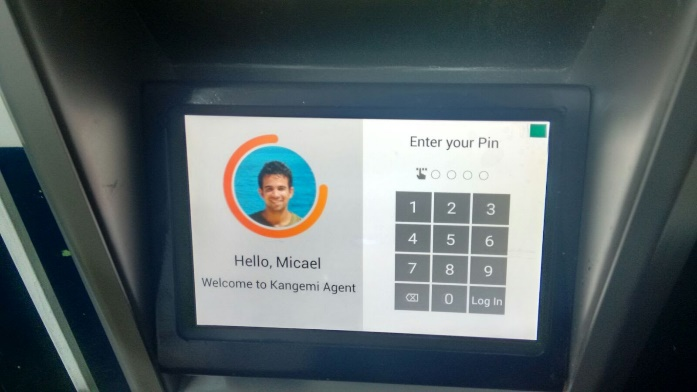 Hello, Micael
Welcome to Kangemi Agent
Enter your Pin
1 2 3
4 5 6
7 8 9
0 Log In